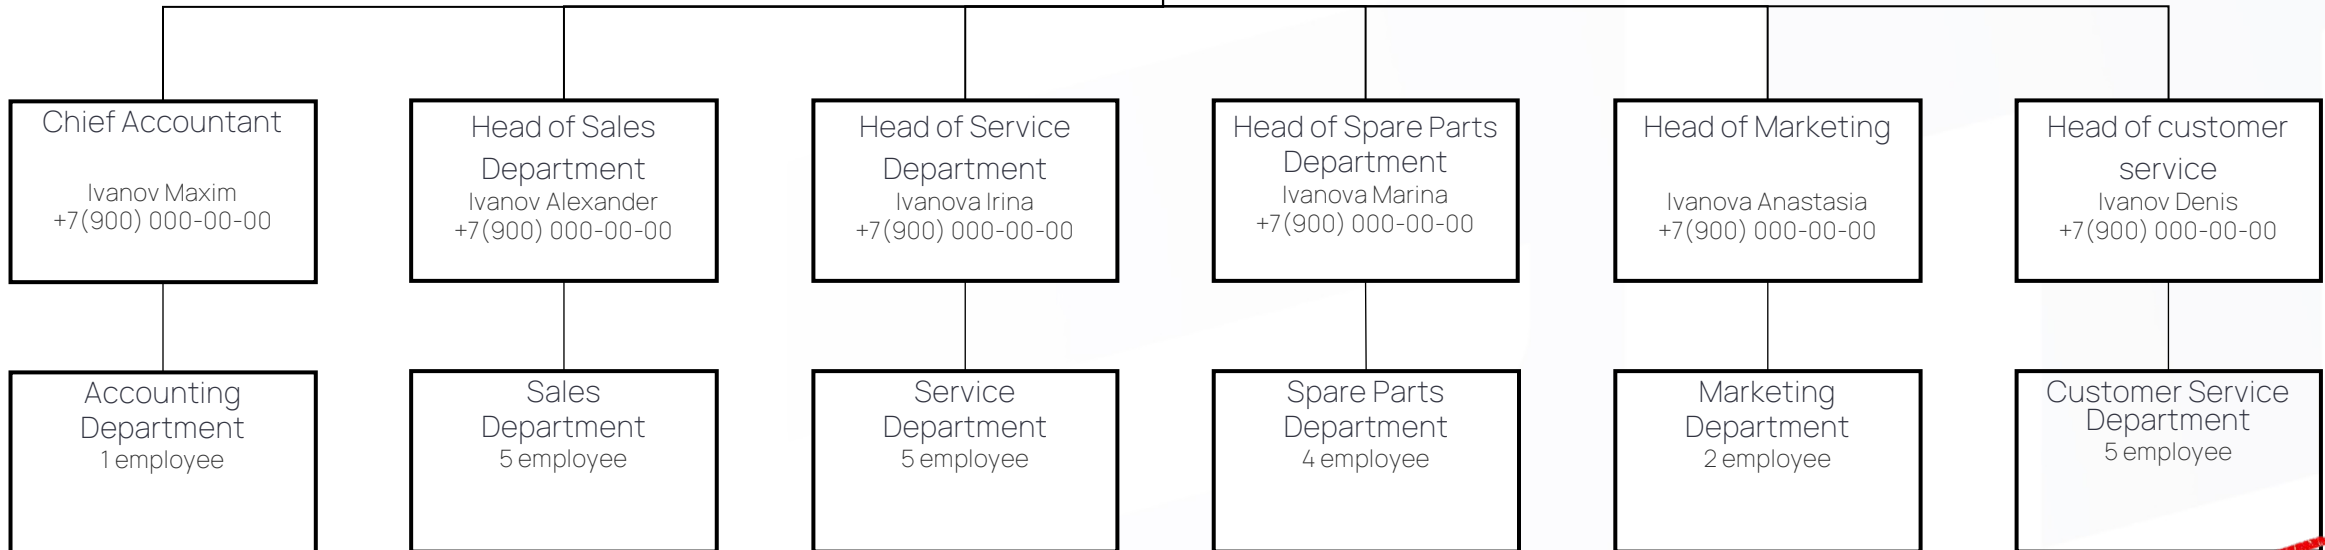 Chief Accountant
Ivanov Maxim
+7(900) 000-00-00
Head of Sales
Department
Ivanov Alexander
+7(900) 000-00-00
Head of Service
Department
Ivanova Irina
+7(900) 000-00-00
Head of Spare Parts
Department
Ivanova Marina
+7(900) 000-00-00
Head of Marketing
Ivanova Anastasia
+7(900) 000-00-00
Head of customer
service
Ivanov Denis
+7(900) 000-00-00
Accounting
Department
1 employee
Sales
Department
5 employee
Service
Department
5 employee
Spare Parts
Department
4 employee
Marketing
Department
2 employee
Customer Service
Department
5 employee